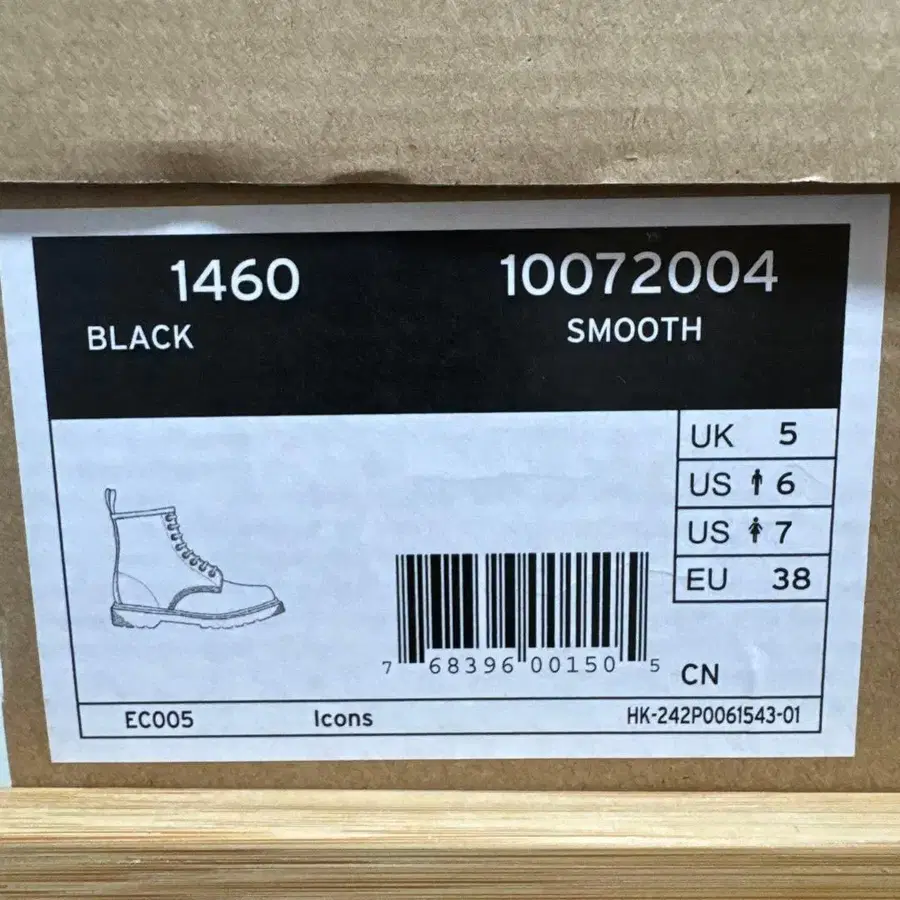 1460 10072004
BLACK SMOOTH
UK 5
US 6
US 7
EU 38
7 68396 00150 5
CN
EC005 Icons HK-242P0061543-01